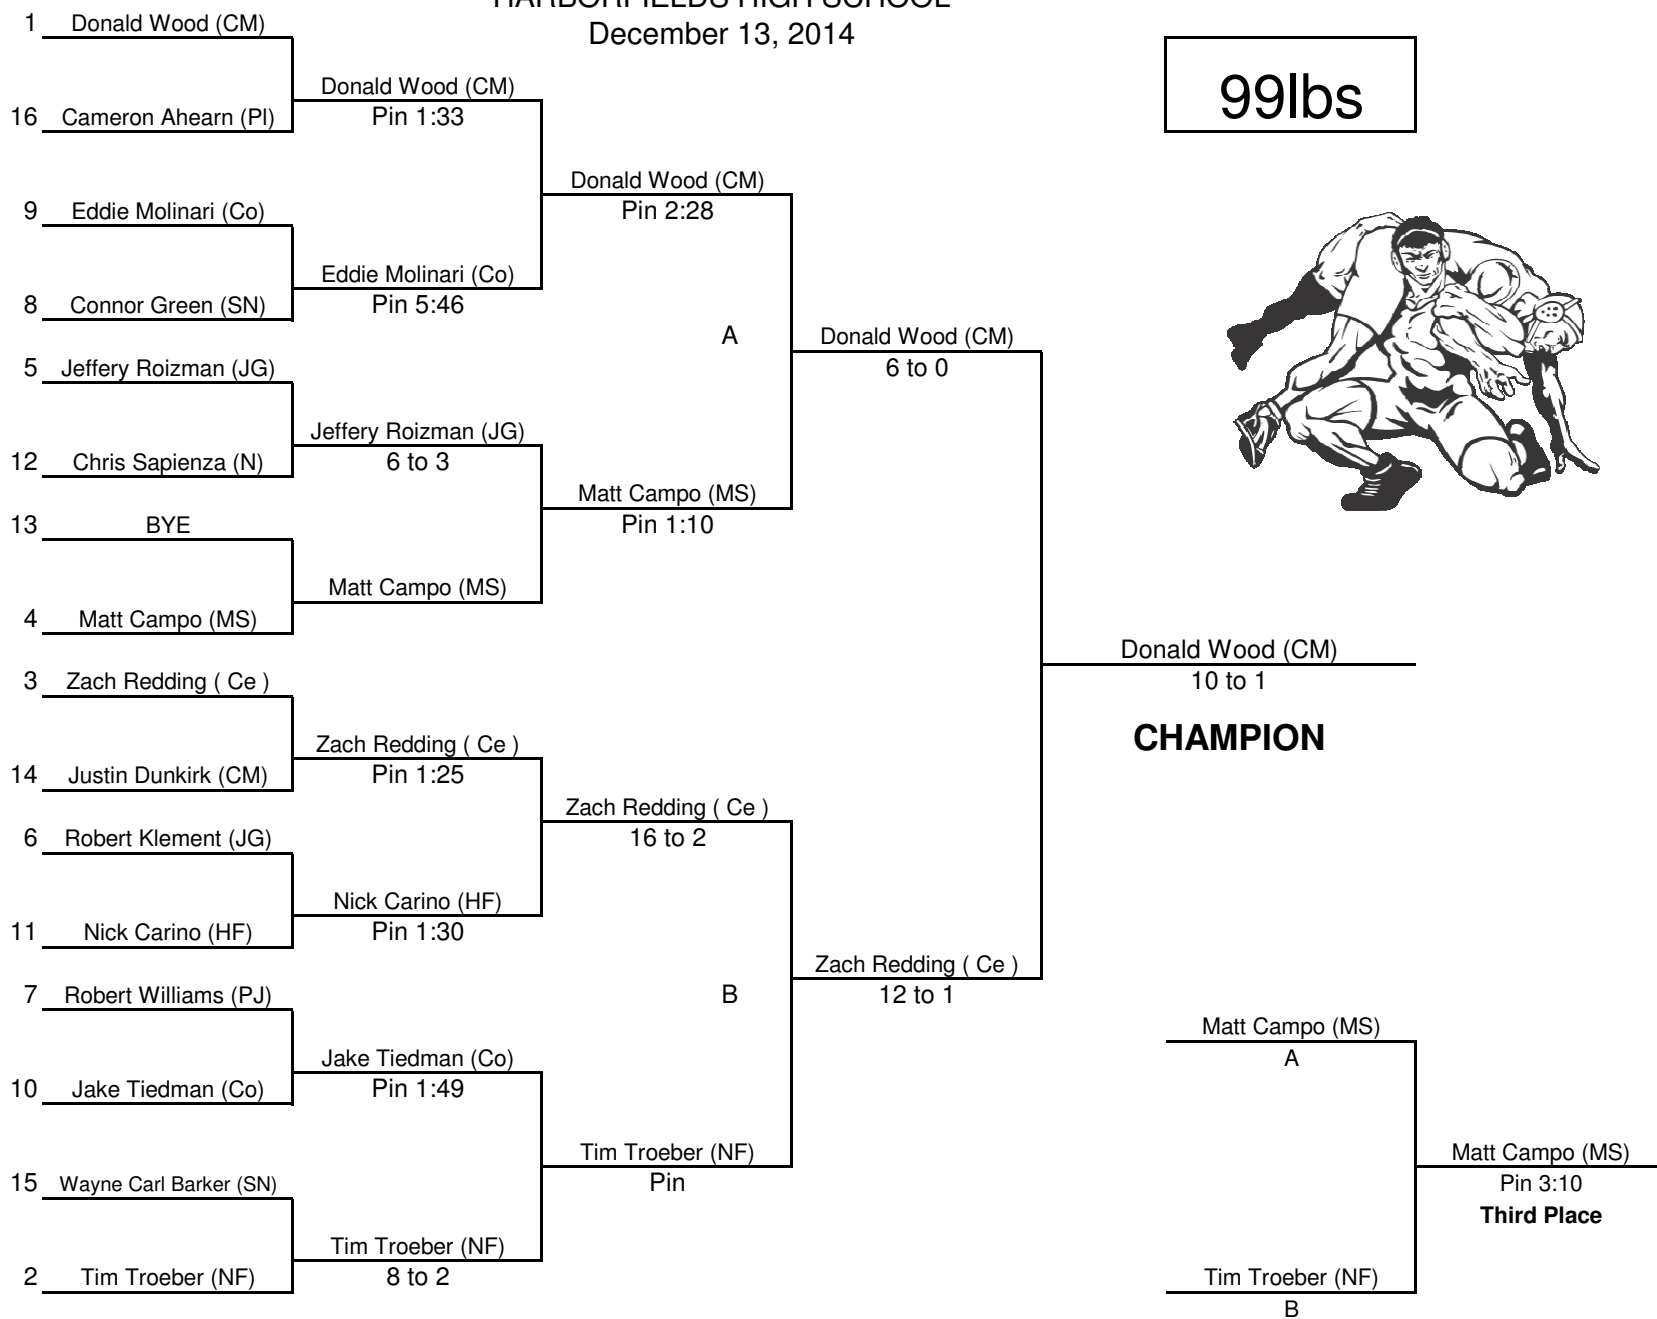 HARBORFIELDS HIGH SCHOOL
December 13, 2014
99lbs
1 Donald Wood (CM)
Donald Wood (CM)
Pin 1:33
16 Cameron Ahearn (PI)
Donald Wood (CM)
Pin 2:28
9 Eddie Molinari (Co)
Eddie Molinari (Co)
Pin 5:46
8 Connor Green (SN)
A
Donald Wood (CM)
6 to 0
5 Jeffery Roizman (JG)
Jeffery Roizman (JG)
6 to 3
12 Chris Sapienza (N)
Matt Campo (MS)
Pin 1:10
13 BYE
Matt Campo (MS)
4 Matt Campo (MS)
Donald Wood (CM)
10 to 1
CHAMPION
3 Zach Redding ( Ce )
Zach Redding ( Ce )
Pin 1:25
14 Justin Dunkirk (CM)
Zach Redding ( Ce )
16 to 2
6 Robert Klement (JG)
Nick Carino (HF)
Pin 1:30
11 Nick Carino (HF)
Zach Redding ( Ce )
12 to 1
7 Robert Williams (PJ)
B
Jake Tiedman (Co)
Pin 1:49
10 Jake Tiedman (Co)
Tim Troeber (NF)
Pin
15 Wayne Carl Barker (SN)
Tim Troeber (NF)
8 to 2
2 Tim Troeber (NF)
Matt Campo (MS)
A
Matt Campo (MS)
Pin 3:10
Third Place
Tim Troeber (NF)
B